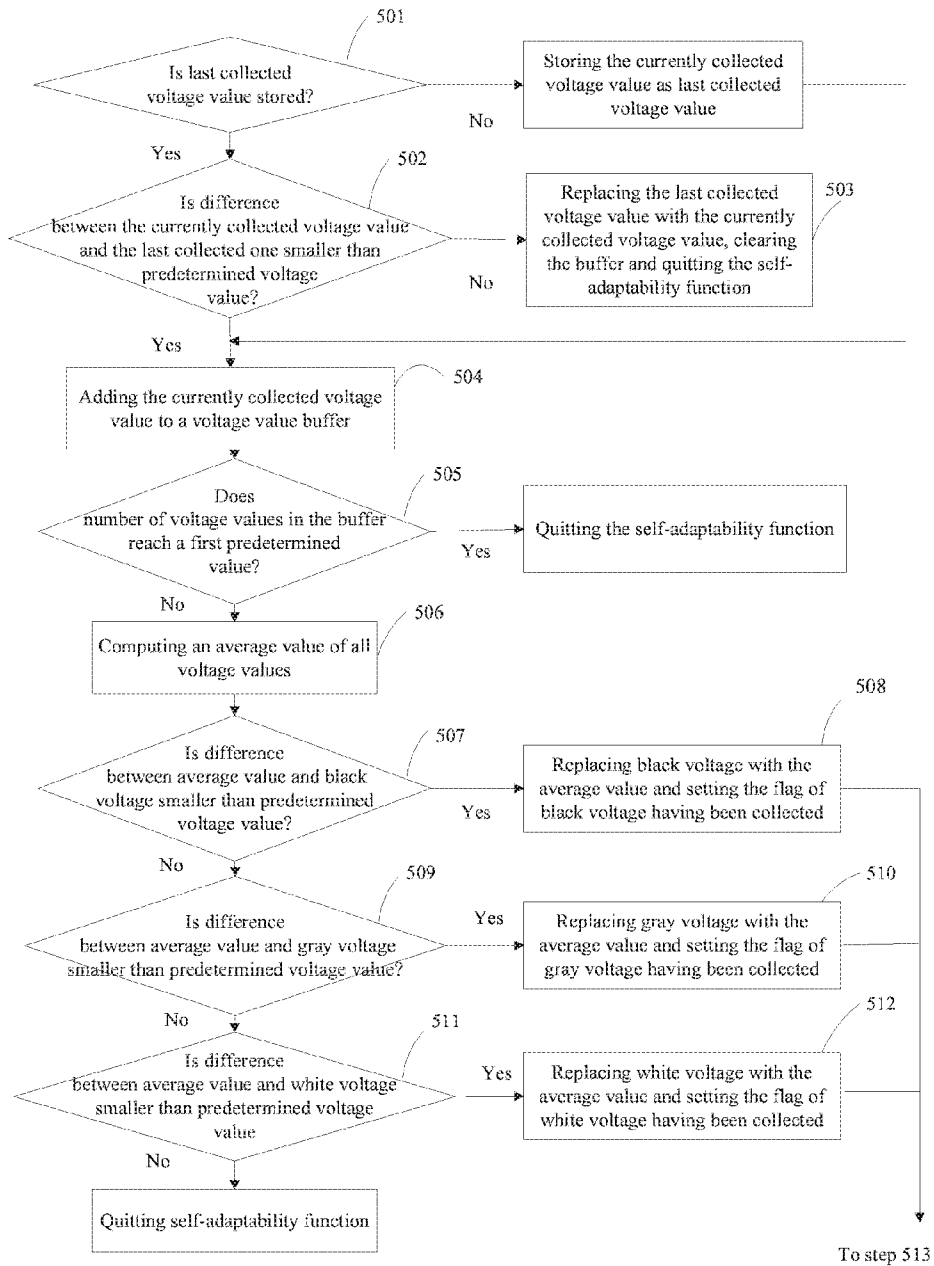 501
Is last collected
voltage value stored?
Storing the currently collected
voltage value as last collected
voltage value
No
Yes
502
Is difference
between the currently collected voltage value
and the last collected one smaller than
predetermined voltage
value?
503
Replacing the last collected
voltage value with the currently
collected voltage value, clearing
the buffer and quitting the self-
adaptability function
No
Yes
504
Adding the currently collected voltage
value to a voltage value buffer
505
Does
number of voltage values in the buffer
reach a first predetermined
value?
Quitting the self-adaptability function
Yes
No
506
Computing an average value of all
voltage values
507
Is difference
between average value and black
voltage smaller than predetermined
voltage value?
508
Replacing black voltage with the
average value and setting the flag of
black voltage having been collected
Yes
No
509
Is difference
between average value and gray voltage
smaller than predetermined voltage value?
Yes
510
Replacing gray voltage with the
average value and setting the flag of
gray voltage having been collected
No
511
Is difference
between average value and white voltage
smaller than predetermined voltage
value
Yes
512
Replacing white voltage with the
average value and setting the flag of
white voltage having been collected
No
Quitting self-adaptability function
To step 513